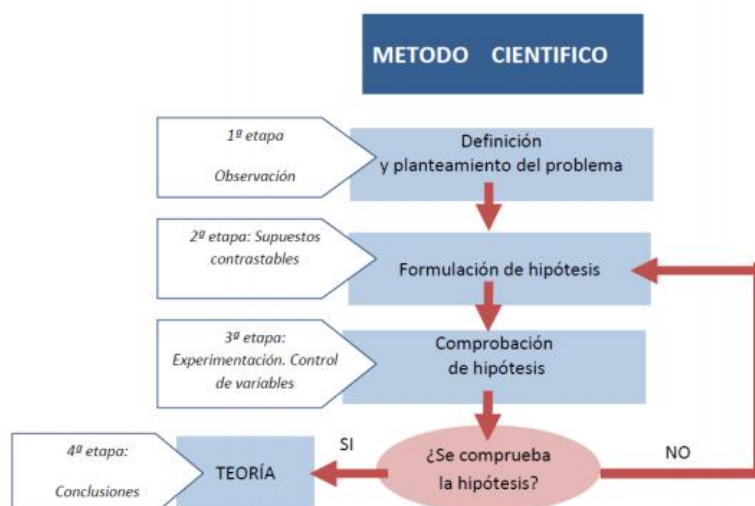 METODO CIENTIFICO
1ª etapa
Observación
Definición
y planteamiento del problema
2ª etapa: Supuestos
contrastables
Formulación de hipótesis
3ª etapa:
Experimentación. Control
de variables
Comprobación
de hipótesis
4ª etapa:
Conclusiones
TEORÍA
SI
¿Se comprueba
la hipótesis?
NO